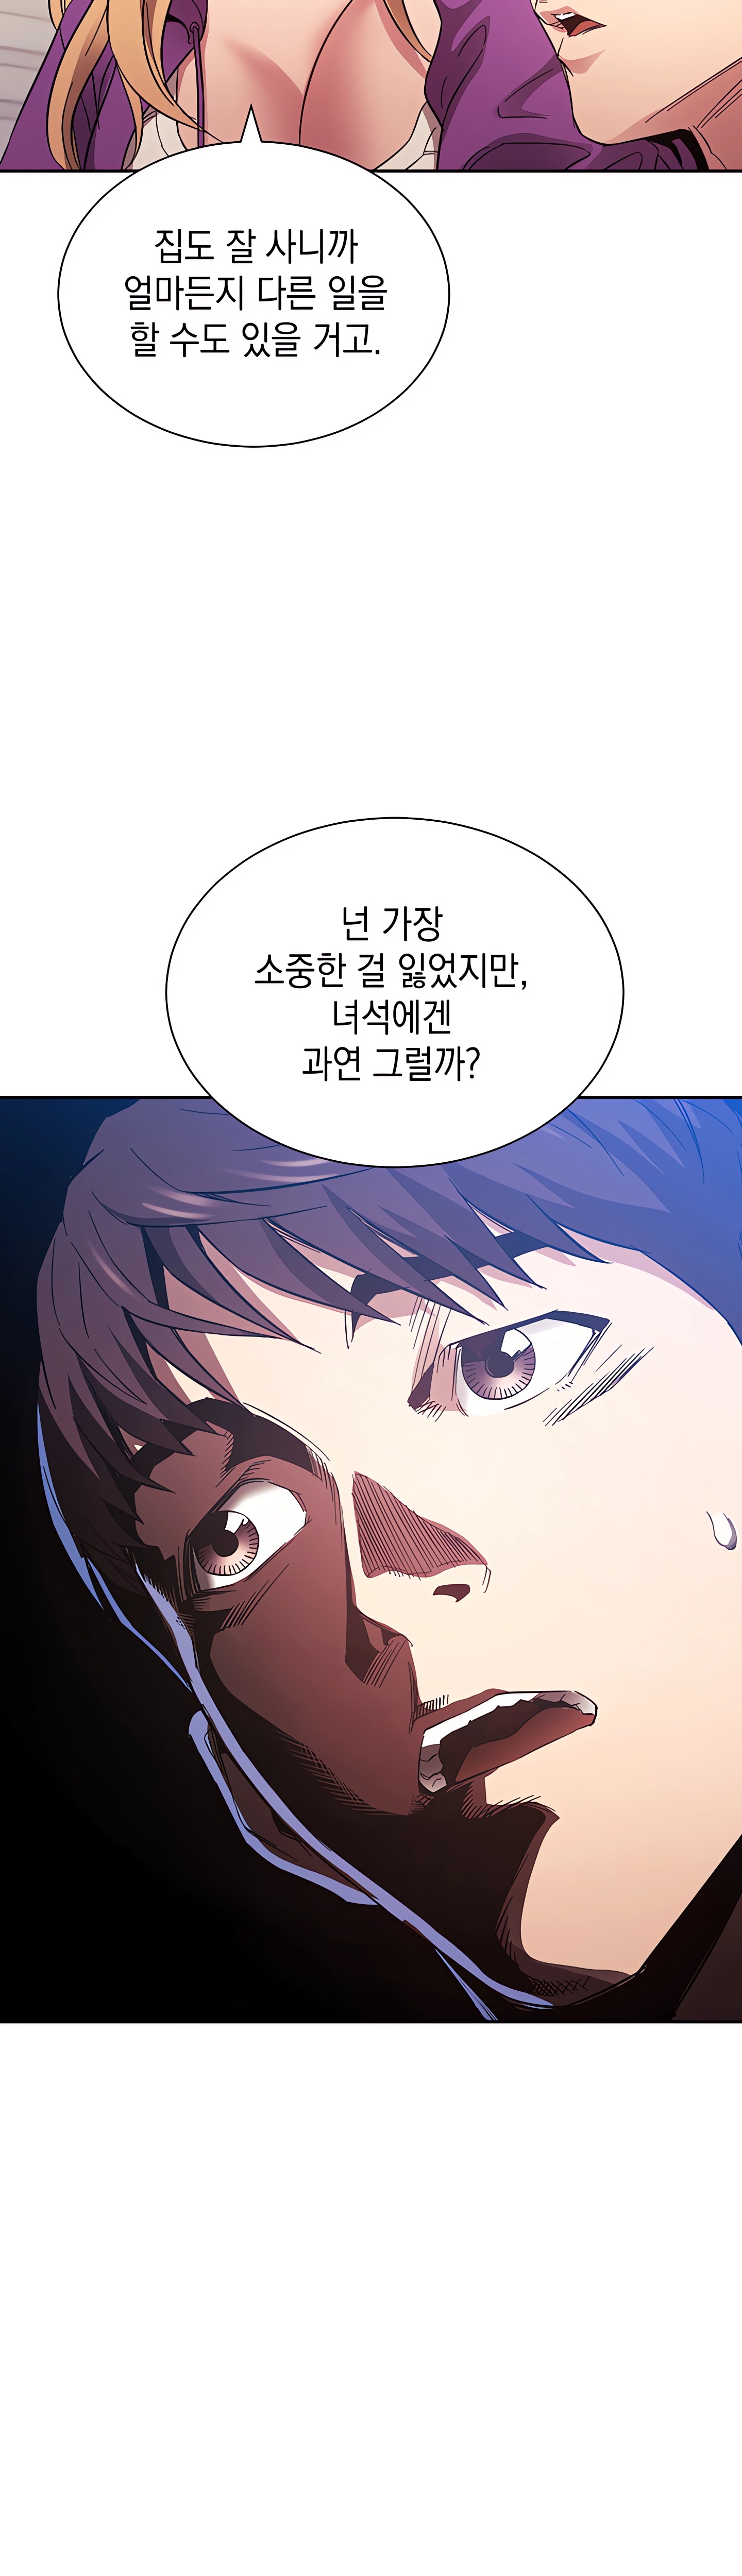 집도 잘 사니까
얼마든지 다른 일을
할 수도 있을 거고.
넌 가장
소중한 걸 잃었지만,
녀석에겐
과연 그럴까?